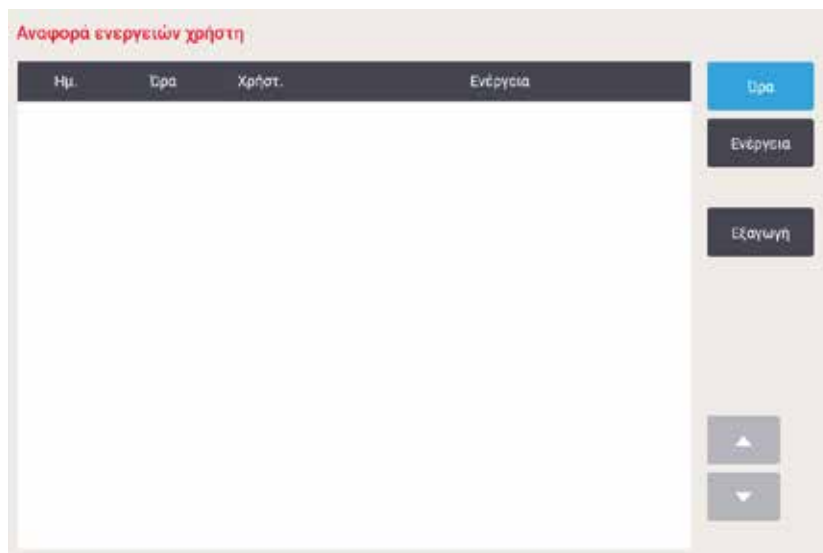 Αναφορά ενεργειών χρήστη
Ημ. Ώρα Χρήστ. Ενέργεια
Ώρα
Ενέργεια
Εξαγωγή